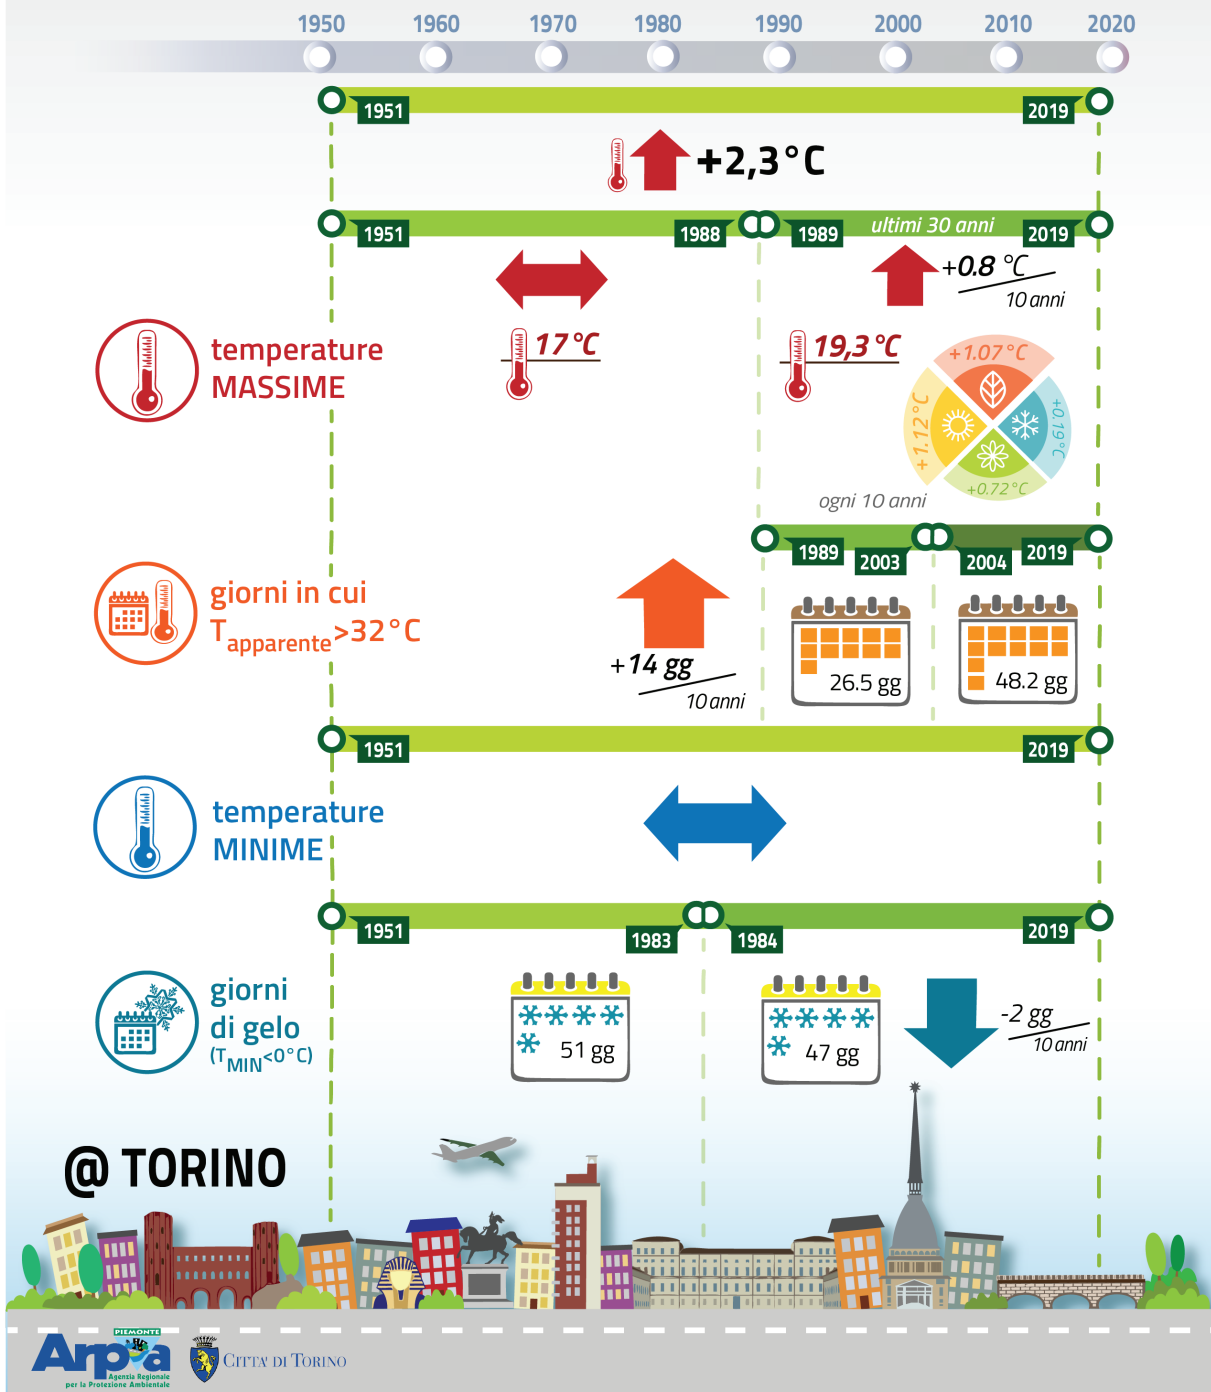 1950 1960 1970 1980 1990 2000 2010 2020
1951 2019
+2,3°C
1951 1988 1989 ultimi 30 anni 2019
+0.8 °C
10 anni
temperature
MASSIME
17°C
19,3°C
+1.07°C
+1.12°C
+0.19°C
+0.72°C
ogni 10 anni
1989 2003 2004 2019
giorni in cui
Tapparente>32°C
+14 gg
10 anni
26.5 gg
48.2 gg
1951 2019
temperature
MINIME
1951 1983 1984 2019
giorni
di gelo
(TMIN<0°C)
51 gg
47 gg
-2 gg
10 anni
@ TORINO
PIEMONTE
Arpa
Agenzia Regionale
per la Protezione Ambientale
CITTA' DI TORINO